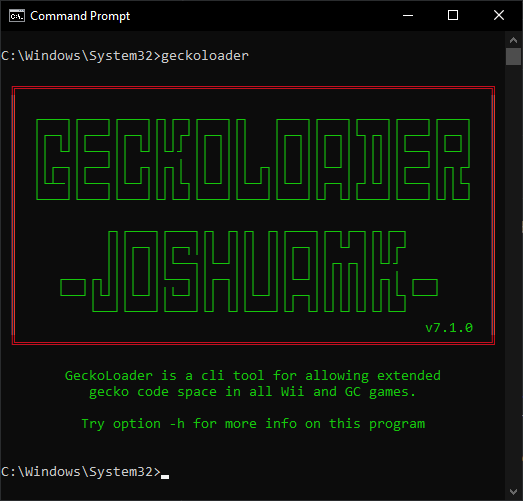 Command Prompt
C:\Windows\System32>geckoloader
GECKOLOADER
-JOSHUAMK-
v7.1.0
GeckoLoader is a cli tool for allowing extended
gecko code space in all Wii and GC games.
Try option -h for more info on this program
C:\Windows\System32>